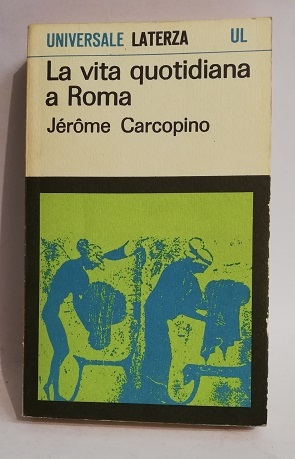 UNIVERSALE LATERZA UL
La vita quotidiana
a Roma
Jérôme Carcopino